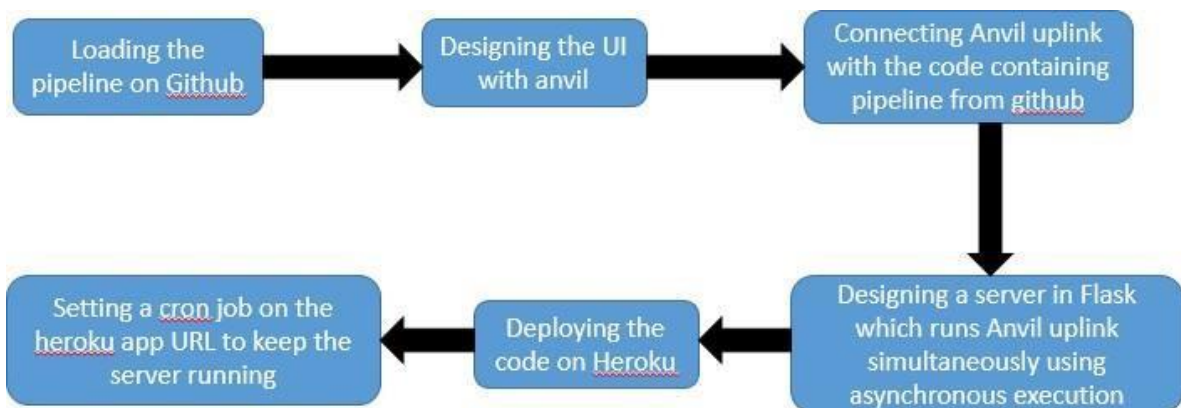 Loading the
pipeline on Github
Designing the UI
with anvil
Connecting Anvil uplink
with the code containing
pipeline from github
Designing a server in Flask
which runs Anvil uplink
simultaneously using
asynchronous execution
Deploying the
code on Heroku
Setting a cron job on the
heroku app URL to keep the
server running